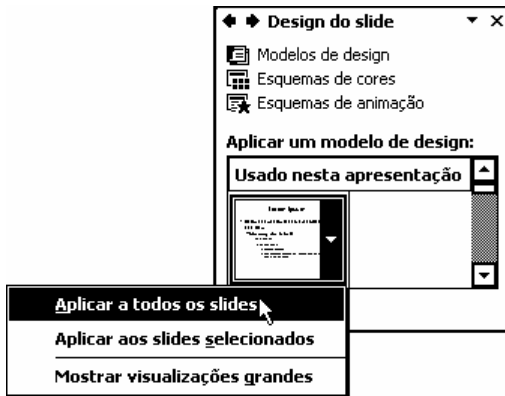 Design do slide
Modelos de design
Esquemas de cores
Esquemas de animação
Aplicar um modelo de design:
Usado nesta apresentação
Aplicar a todos os slides
Aplicar aos slides selecionados
Mostrar visualizações grandes